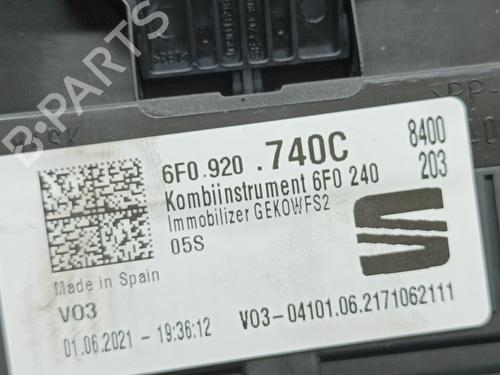 6F0.920 .740C 8400
Kombiinstrument 6F0 240 203
Immobilizer GEKOWFS2
05S
Made in Spain
V03
01.06.2021 - 19:36:12 V03-04101.06.2171062111
B-PARTS